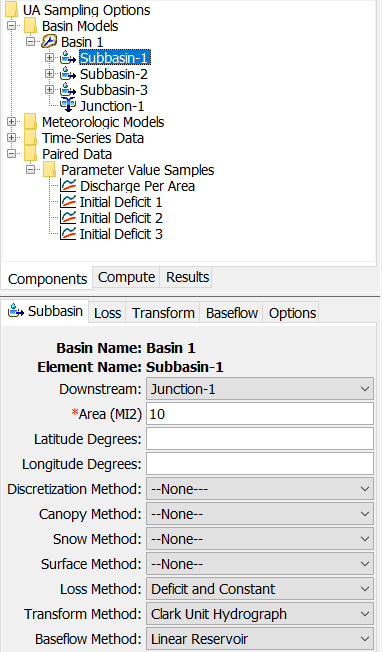 UA Sampling Options
Basin Models
Basin 1
Subbasin-1
Subbasin-2
Subbasin-3
Junction-1
Meteorologic Models
Time-Series Data
Paired Data
Parameter Value Samples
Discharge Per Area
Initial Deficit 1
Initial Deficit 2
Initial Deficit 3
Components Compute Results
Subbasin Loss Transform Baseflow Options
Basin Name: Basin 1
Element Name: Subbasin-1
Downstream: Junction-1
*Area (MI2) 10
Latitude Degrees:
Longitude Degrees:
Discretization Method: --None---
Canopy Method: --None--
Snow Method: --None--
Surface Method: --None--
Loss Method: Deficit and Constant
Transform Method: Clark Unit Hydrograph
Baseflow Method: Linear Reservoir